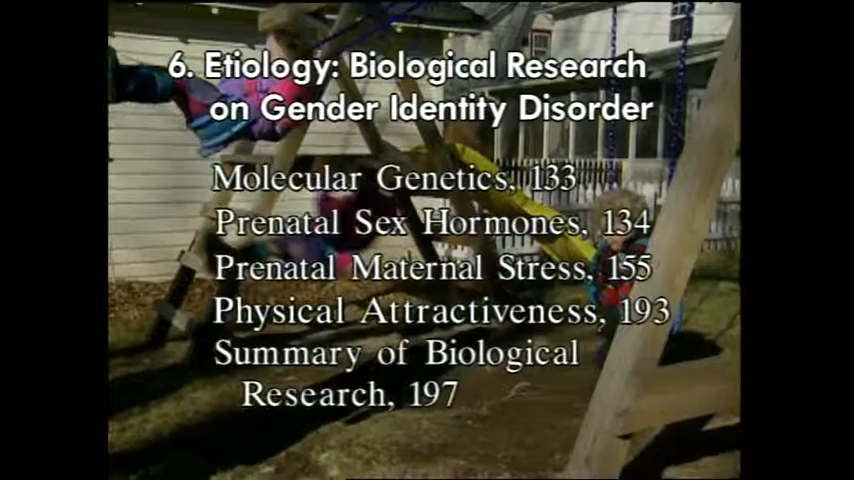 6. Etiology: Biological Research
on Gender Identity Disorder
Molecular Genetics, 133
Prenatal Sex Hormones, 134
Prenatal Maternal Stress, 155
Physical Attractiveness, 193
Summary of Biological
Research, 197